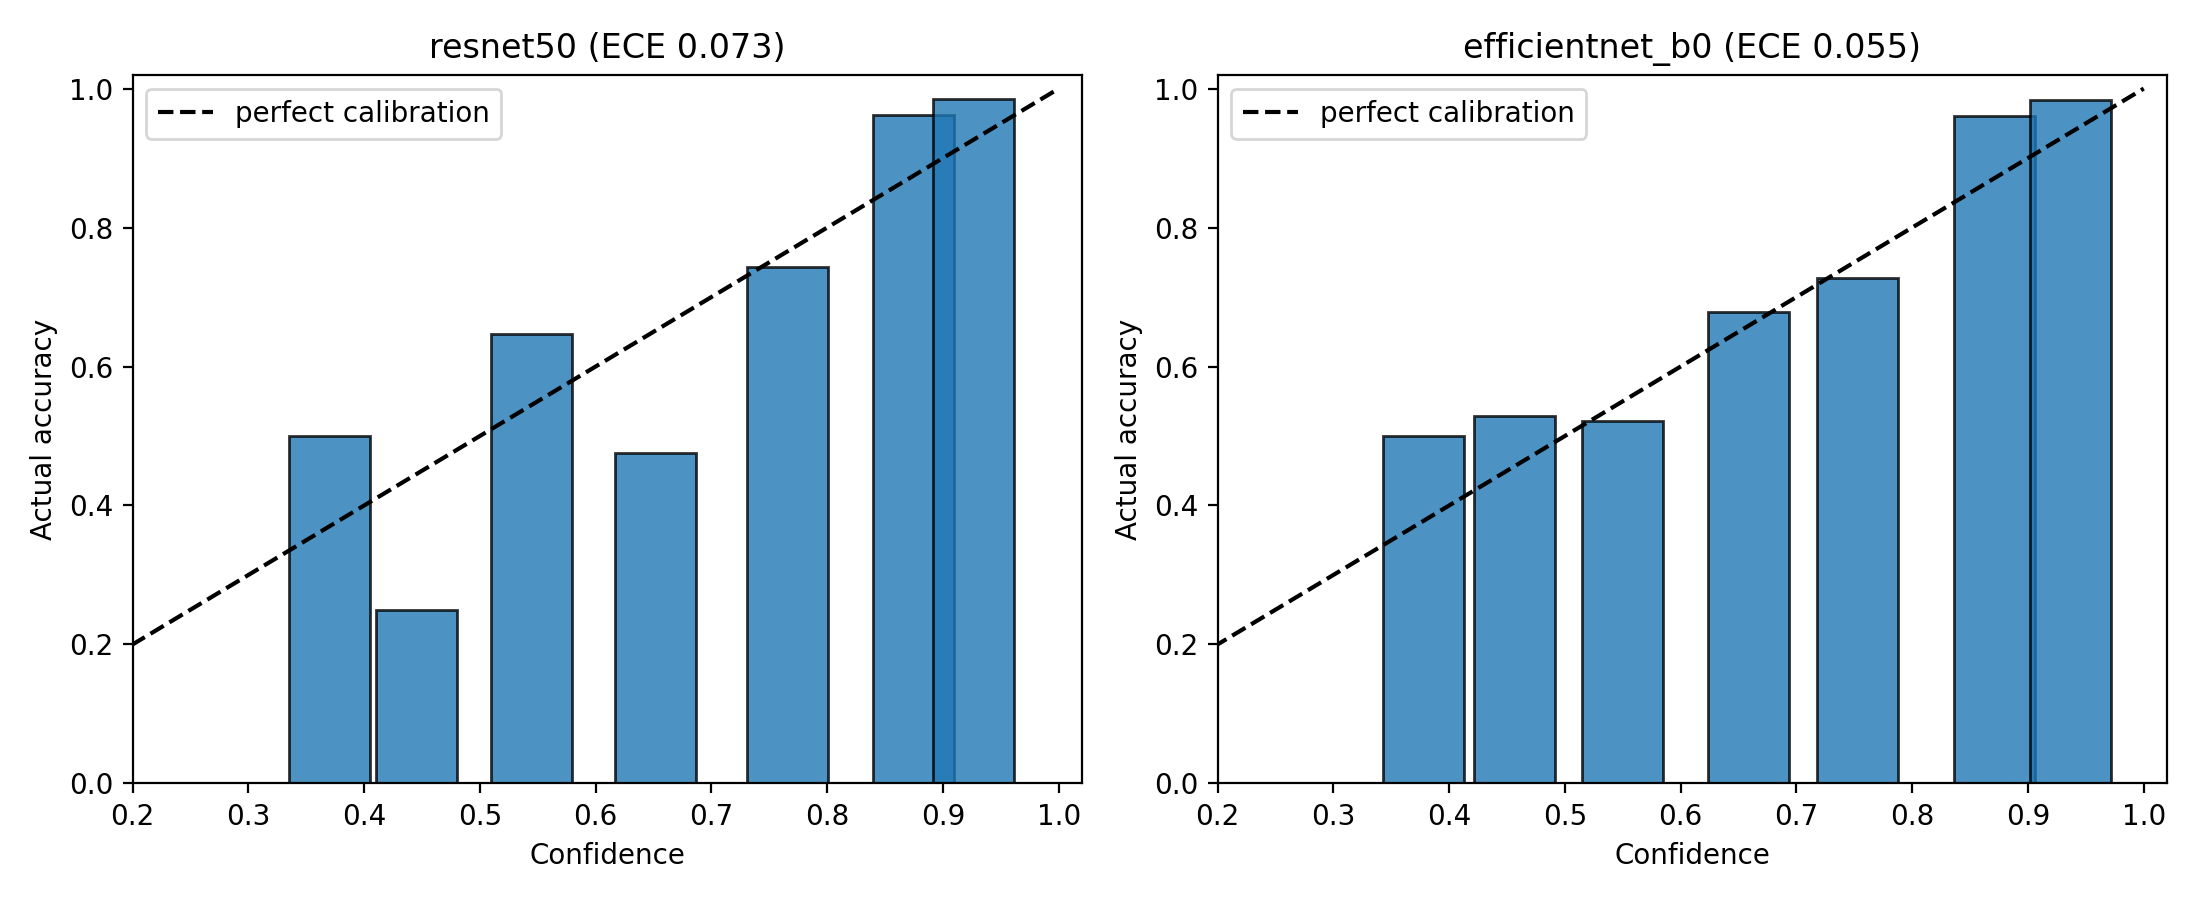 resnet50 (ECE 0.073)
perfect calibration
Actual accuracy
1.0
0.8
0.6
0.4
0.2
0.0
0.2 0.3 0.4 0.5 0.6 0.7 0.8 0.9 1.0
Confidence
efficientnet_b0 (ECE 0.055)
perfect calibration
Actual accuracy
1.0
0.8
0.6
0.4
0.2
0.0
0.2 0.3 0.4 0.5 0.6 0.7 0.8 0.9 1.0
Confidence